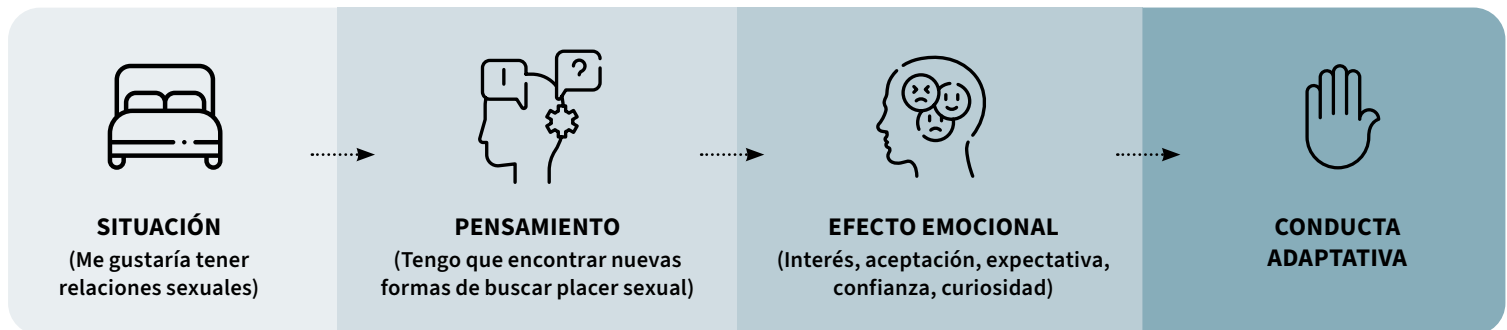 SITUACIÓN
(Me gustaría tener
relaciones sexuales)
PENSAMIENTO
(Tengo que encontrar nuevas
formas de buscar placer sexual)
EFECTO EMOCIONAL
(Interés, aceptación, expectativa,
confianza, curiosidad)
CONDUCTA
ADAPTATIVA